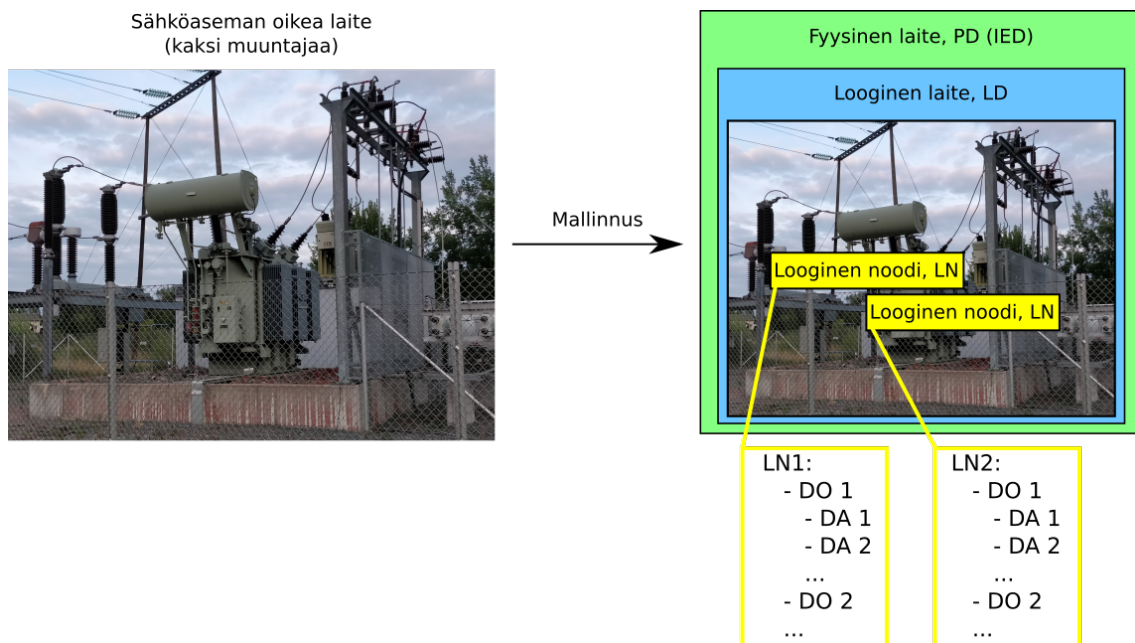 Sähköaseman oikea laite
(kaksi muuntajaa)
Mallinnus
Fyysinen laite, PD (IED)
Looginen laite, LD
Looginen noodi, LN
Looginen noodi, LN
LN1:
- DO 1
- DA 1
- DA 2
...
- DO 2
...
LN2:
- DO 1
- DA 1
- DA 2
...
- DO 2
...